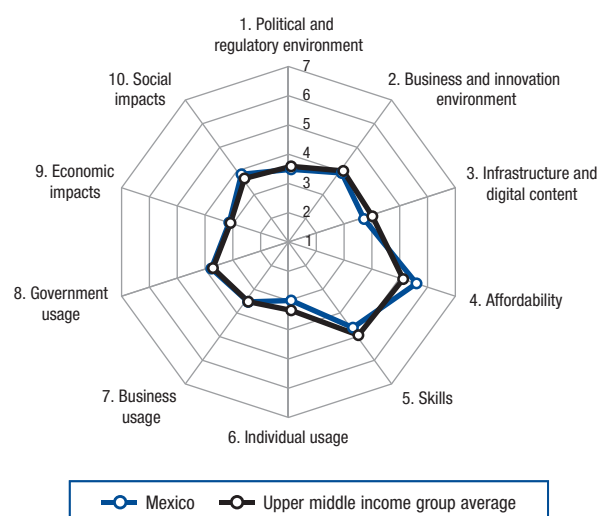 1. Political and
regulatory environment
2. Business and innovation
environment
3. Infrastructure and
digital content
4. Affordability
5. Skills
6. Individual usage
7. Business
usage
8. Government
usage
9. Economic
impacts
10. Social
impacts
7
6
5
4
3
2
1
Mexico
Upper middle income group average